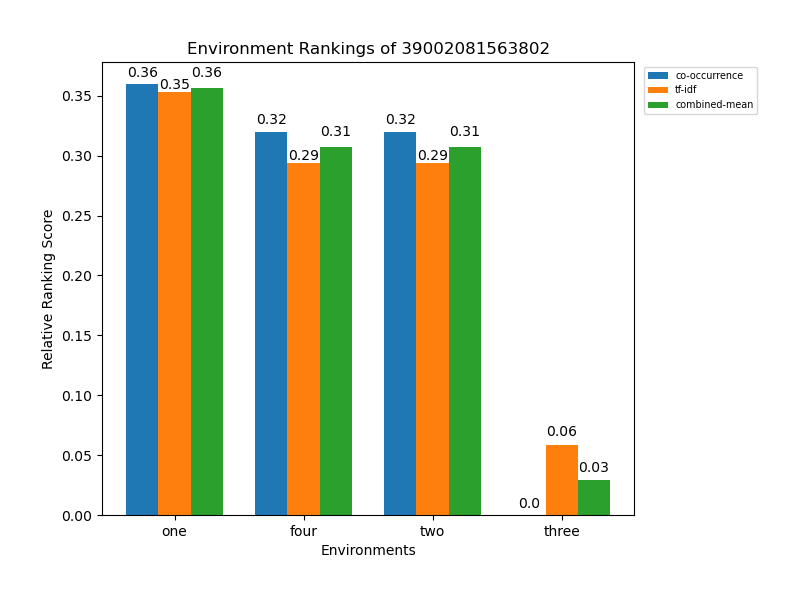 Environment Rankings of 39002081563802
co-occurrence
tf-idf
combined-mean
0.36
0.35
0.36
0.32
0.29
0.31
0.32
0.29
0.31
0.0
0.06
0.03
Relative Ranking Score
0.35
0.30
0.25
0.20
0.15
0.10
0.05
0.00
one four two three
Environments